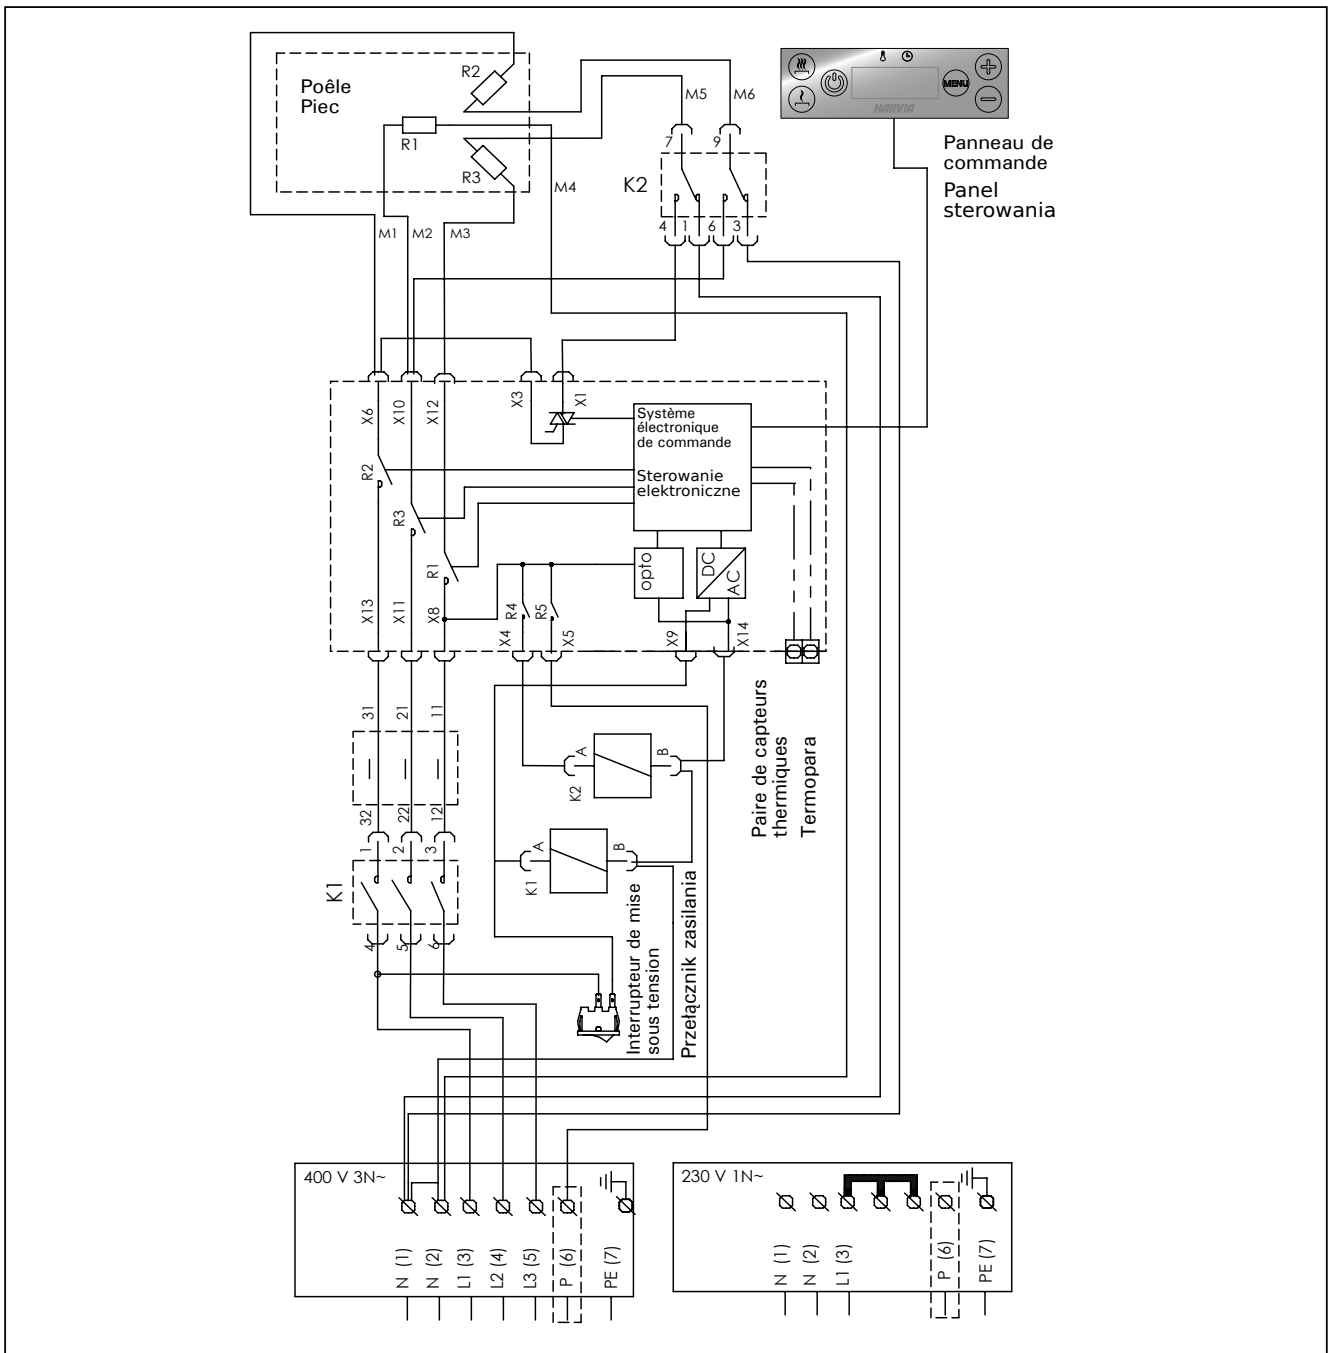 Poêle
Piec
R2
R1
R3
M5
M6
M4
M1
M2
M3
7
9
K2
4
1
6
3
MENU
HARVIA
Panneau de
commande
Panel
sterowania
X6
X10
X12
X3
X1
Système
électronique
de commande
Sterowanie
elektroniczne
R2
R3
R1
opto
DC
AC
R4
R5
X13
X11
X8
X4
X5
X9
X14
31
21
11
32
22
12
1
2
3
K1
4
5
6
A
B
K2
A
B
K1
Paire de capteurs
thermiques
Termopara
Interrupteur de mise
sous tension
Przełącznik zasilania
400 V 3N~
N (1)
N (2)
L1 (3)
L2 (4)
L3 (5)
P (6)
PE (7)
230 V 1N~
N (1)
N (2)
L1 (3)
P (6)
PE (7)